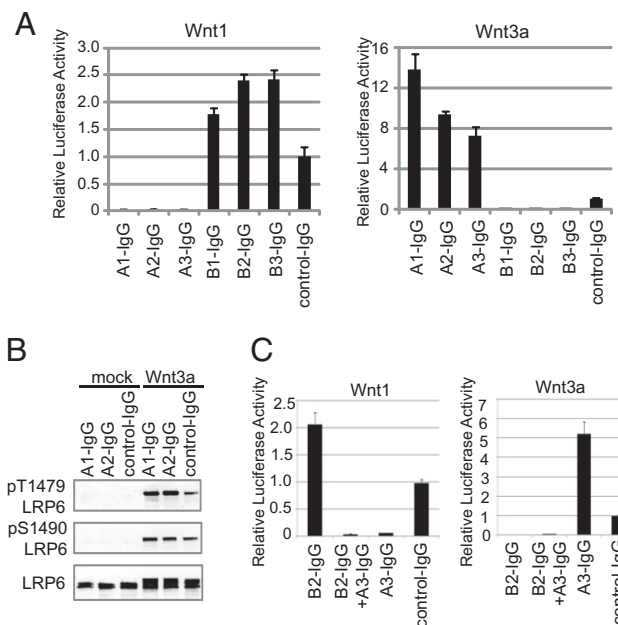 A
Wnt1
Relative Luciferase Activity
3.0
2.5
2.0
1.5
1.0
0.5
0
A1-IgG
A2-IgG
A3-IgG
B1-IgG
B2-IgG
B3-IgG
control-IgG
Wnt3a
Relative Luciferase Activity
16
12
8
4
0
A1-IgG
A2-IgG
A3-IgG
B1-IgG
B2-IgG
B3-IgG
control-IgG
B
mock Wnt3a
A1-IgG
A2-IgG
control-IgG
A1-IgG
A2-IgG
control-IgG
pT1479
LRP6
pS1490
LRP6
LRP6
C
Wnt1
Relative Luciferase Activity
2.0
1.5
1.0
0.5
0
B2-IgG
B2-IgG
+A3-IgG
A3-IgG
control-IgG
Wnt3a
Relative Luciferase Activity
7
6
5
4
3
2
1
0
B2-IgG
B2-IgG
+A3-IgG
A3-IgG
control-IgG